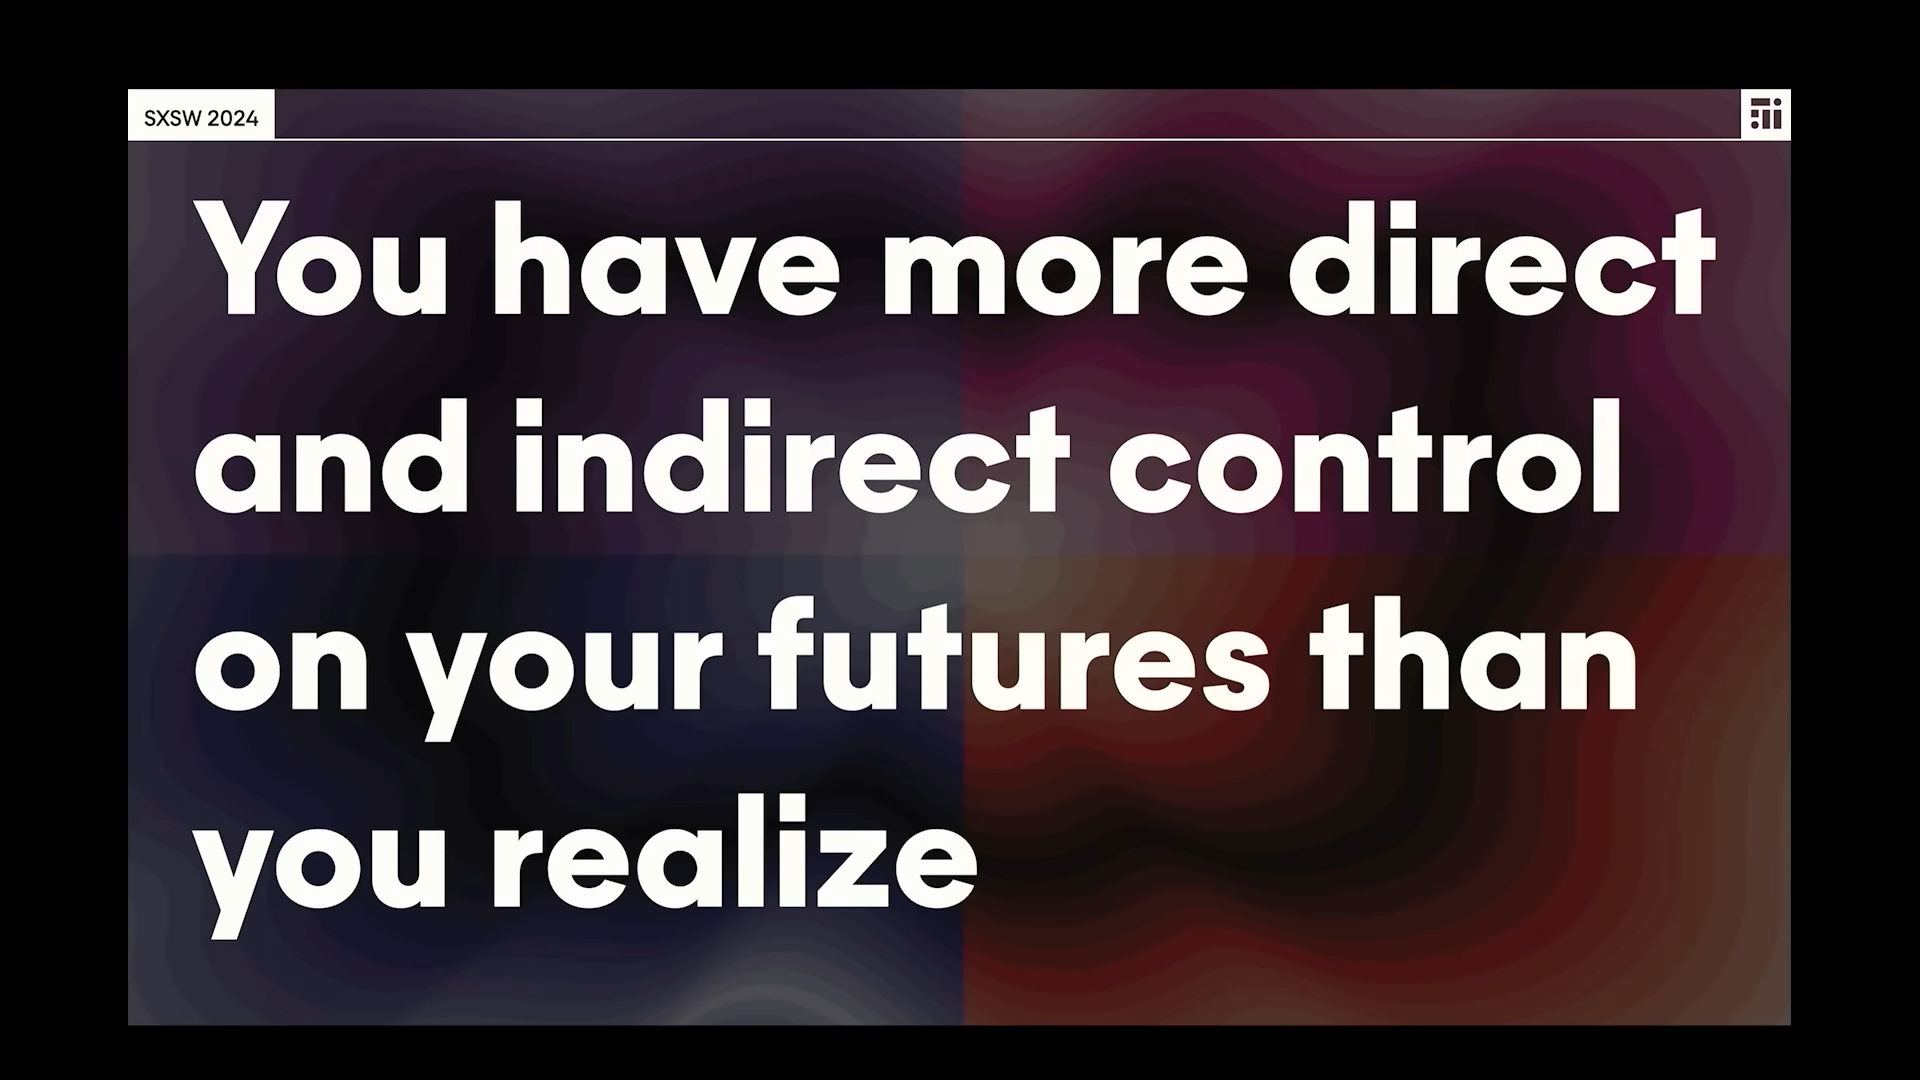 SXSW 2024
You have more direct
and indirect control
on your futures than
you realize